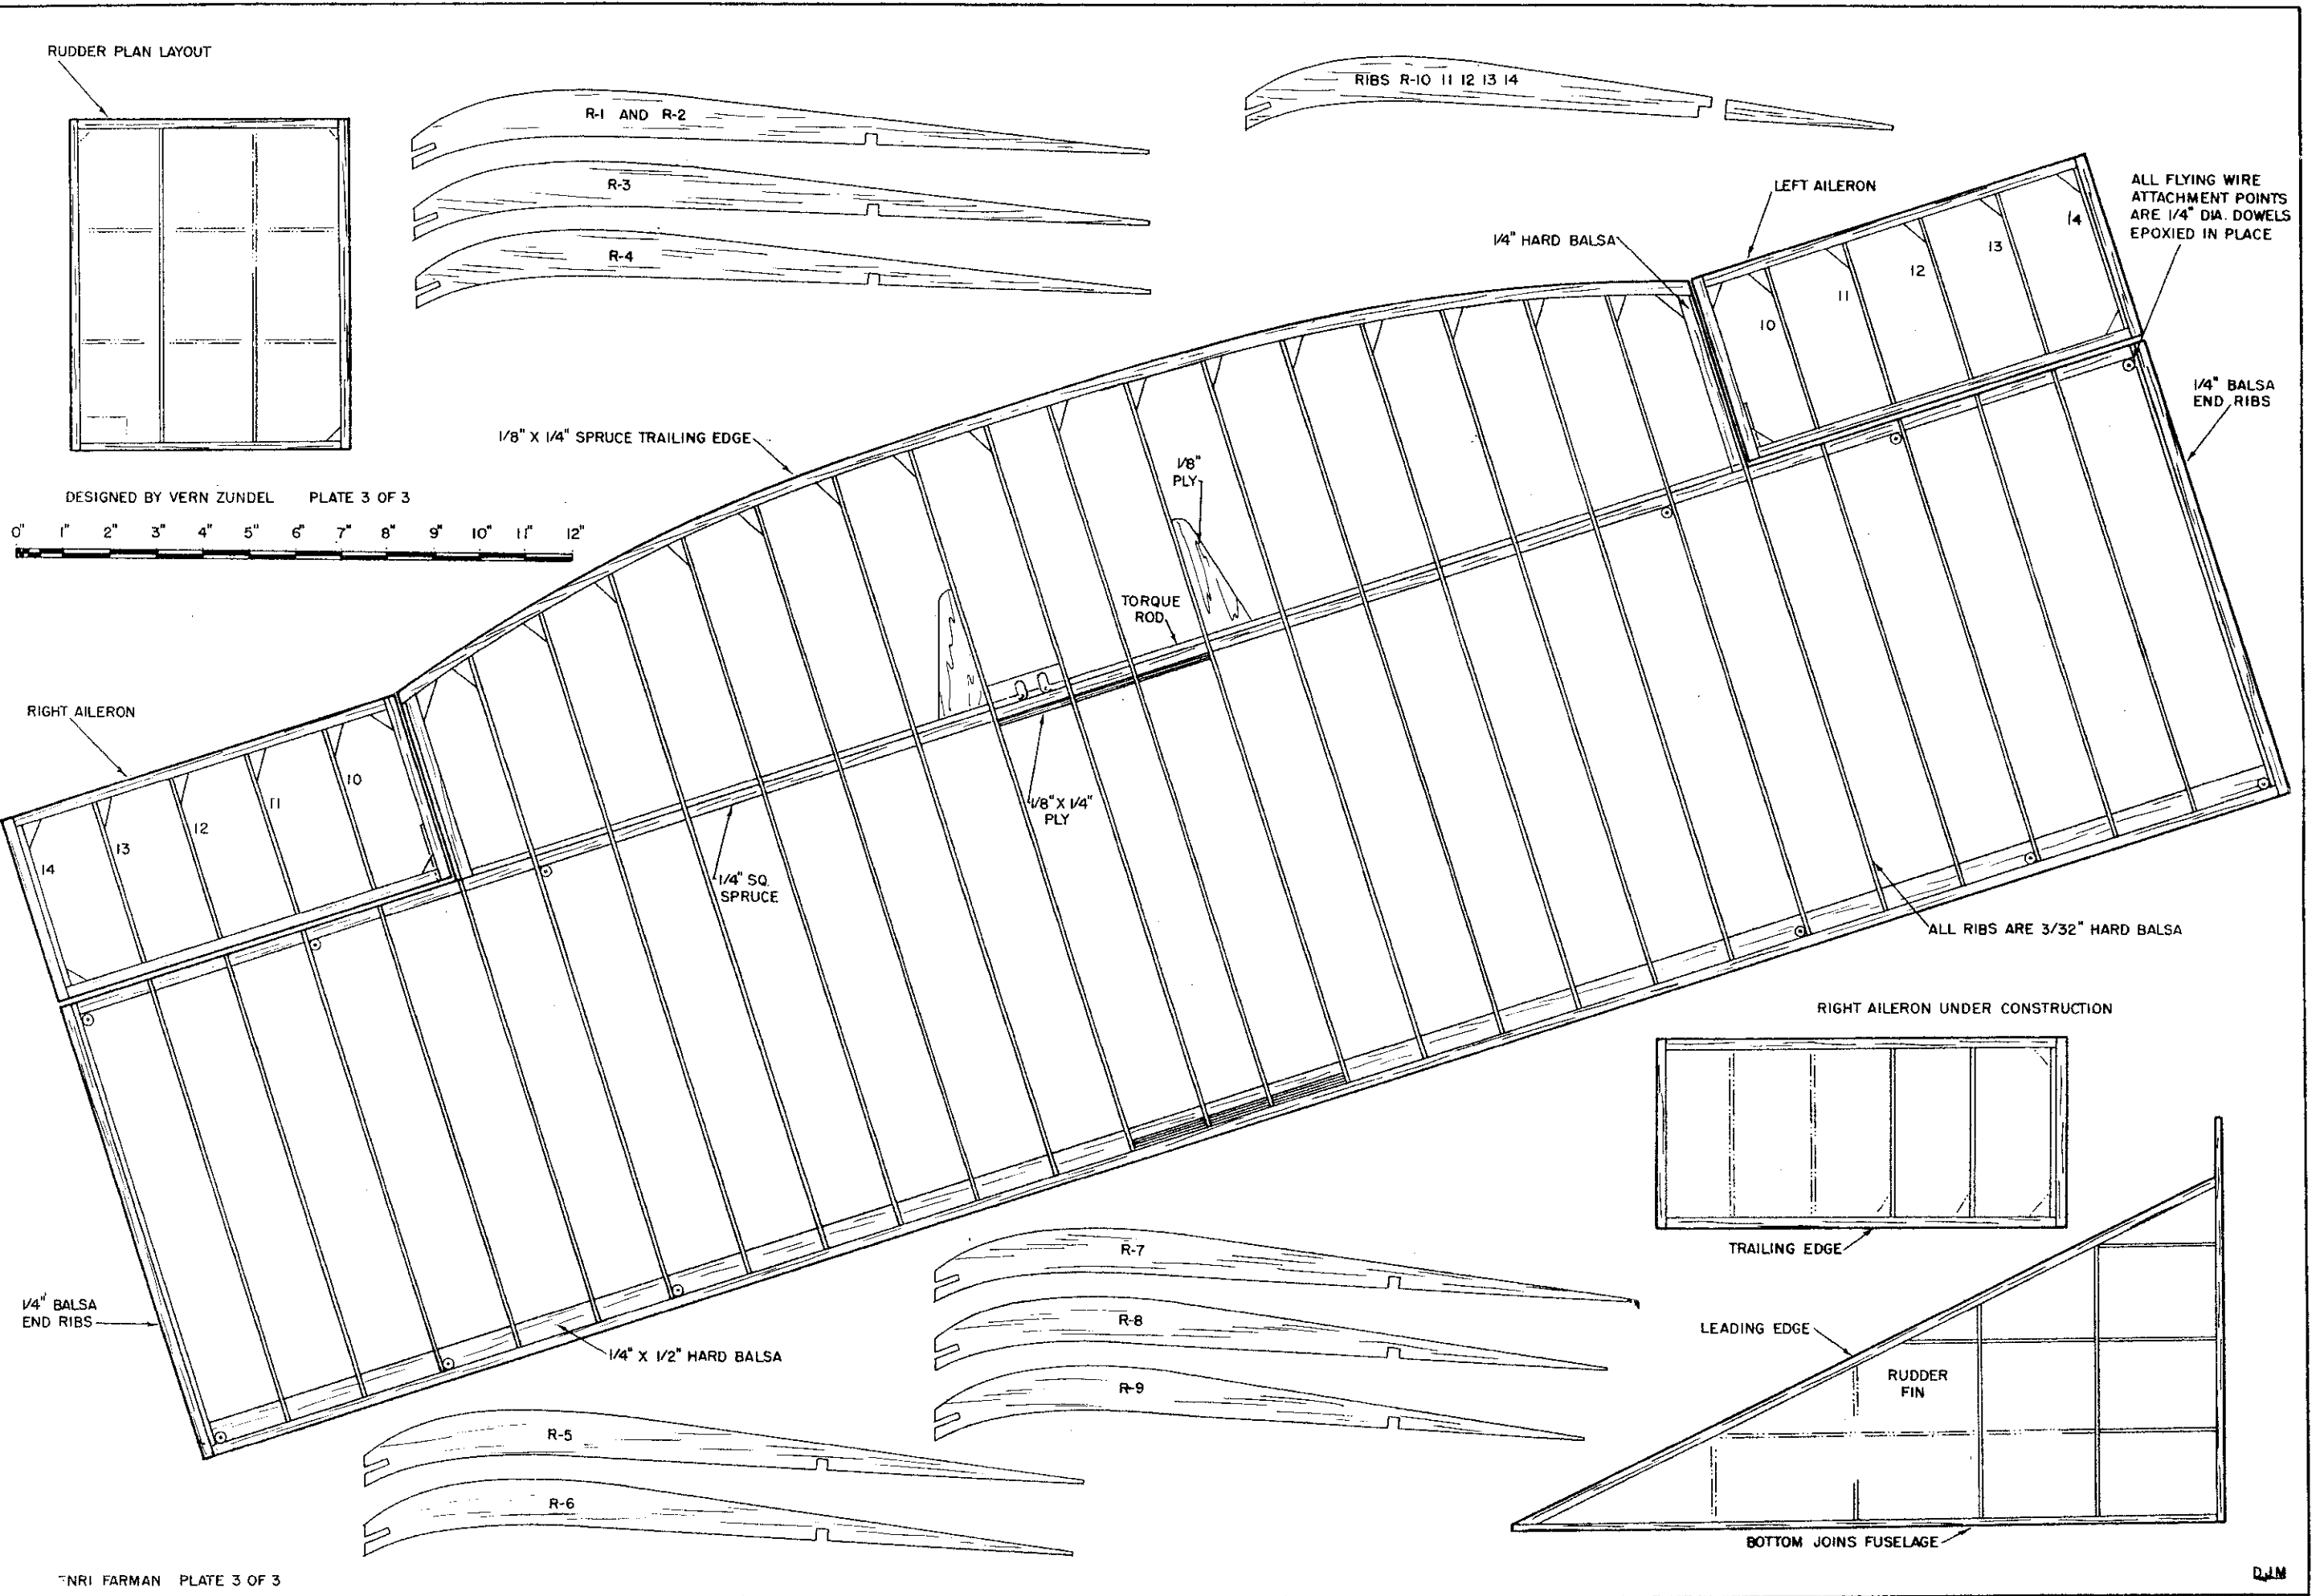 RUDDER PLAN LAYOUT
R-1 AND R-2
R-3
R-4
RIBS R-10 11 12 13 14
LEFT AILERON
ALL FLYING WIRE
ATTACHMENT POINTS
ARE 1/4" DIA. DOWELS
EPOXIED IN PLACE
1/4" HARD BALSA
10
11
12
13
14
1/4" BALSA
END RIBS
1/8" X 1/4" SPRUCE TRAILING EDGE
1/8"
PLY
DESIGNED BY VERN ZUNDEL PLATE 3 OF 3
0" 1" 2" 3" 4" 5" 6" 7" 8" 9" 10" 11" 12"
TORQUE
ROD
RIGHT AILERON
14
13
12
11
10
1/8" X 1/4"
PLY
1/4" SQ.
SPRUCE
ALL RIBS ARE 3/32" HARD BALSA
RIGHT AILERON UNDER CONSTRUCTION
TRAILING EDGE
1/4" BALSA
END RIBS
1/4" X 1/2" HARD BALSA
R-7
R-8
R-9
R-5
R-6
LEADING EDGE
RUDDER
FIN
BOTTOM JOINS FUSELAGE
NRI FARMAN PLATE 3 OF 3
DJM